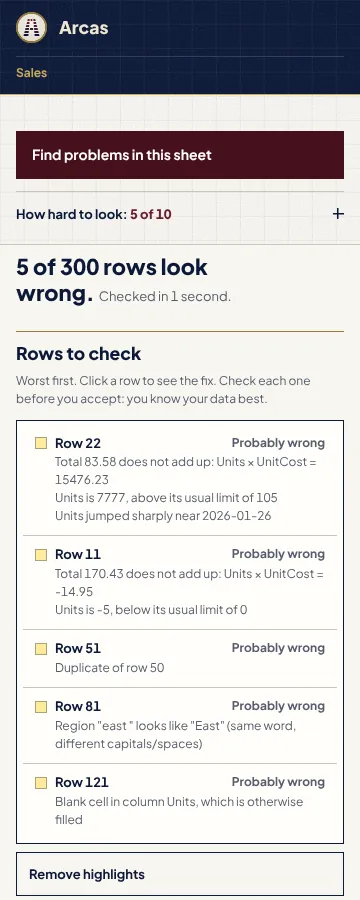 Arcas
Sales
Find problems in this sheet
How hard to look: 5 of 10 +
5 of 300 rows look
wrong. Checked in 1 second.
Rows to check
Worst first. Click a row to see the fix. Check each one
before you accept: you know your data best.
Row 22 Probably wrong
Total 83.58 does not add up: Units × UnitCost =
15476.23
Units is 7777, above its usual limit of 105
Units jumped sharply near 2026-01-26
Row 11 Probably wrong
Total 170.43 does not add up: Units × UnitCost =
-14.95
Units is -5, below its usual limit of 0
Row 51 Probably wrong
Duplicate of row 50
Row 81 Probably wrong
Region "east " looks like "East" (same word,
different capitals/spaces)
Row 121 Probably wrong
Blank cell in column Units, which is otherwise
filled
Remove highlights